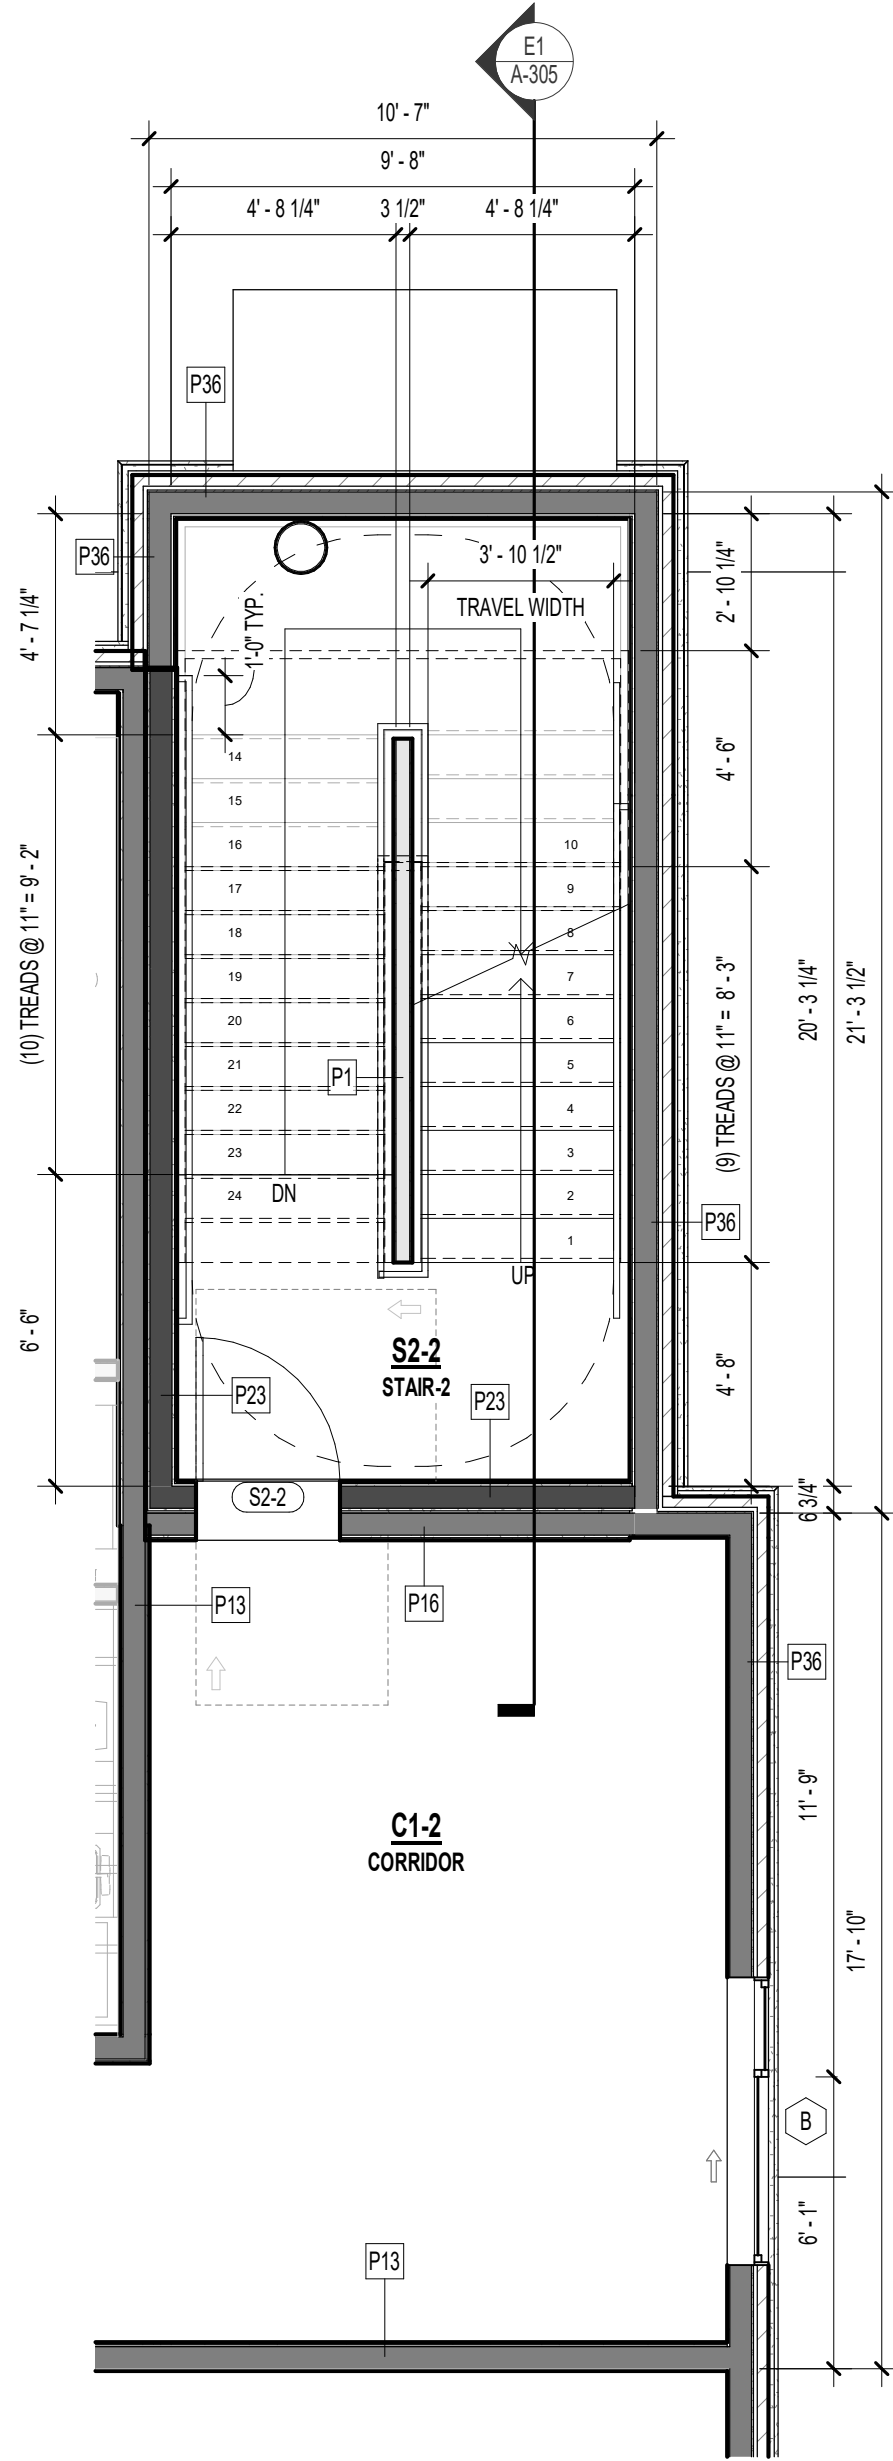 E1
A-305
10' - 7"
9' - 8"
4' - 8 1/4"
3 1/2"
4' - 8 1/4"
P36
P36
3' - 10 1/2"
TRAVEL WIDTH
2' - 10 1/4"
4' - 7 1/4"
1'-0" TYP.
4' - 6"
14
15
16
17
18
19
20
21
22
23
24
10
9
8
7
6
5
4
3
2
1
(10) TREADS @ 11" = 9' - 2"
(9) TREADS @ 11" = 8' - 3"
20' - 3 1/4"
21' - 3 1/2"
P1
DN
UP
P36
6' - 6"
4' - 8"
S2-2
STAIR-2
P23
P23
S2-2
6 3/4"
P13
P16
P36
11' - 9"
C1-2
CORRIDOR
17' - 10"
B
6' - 1"
P13